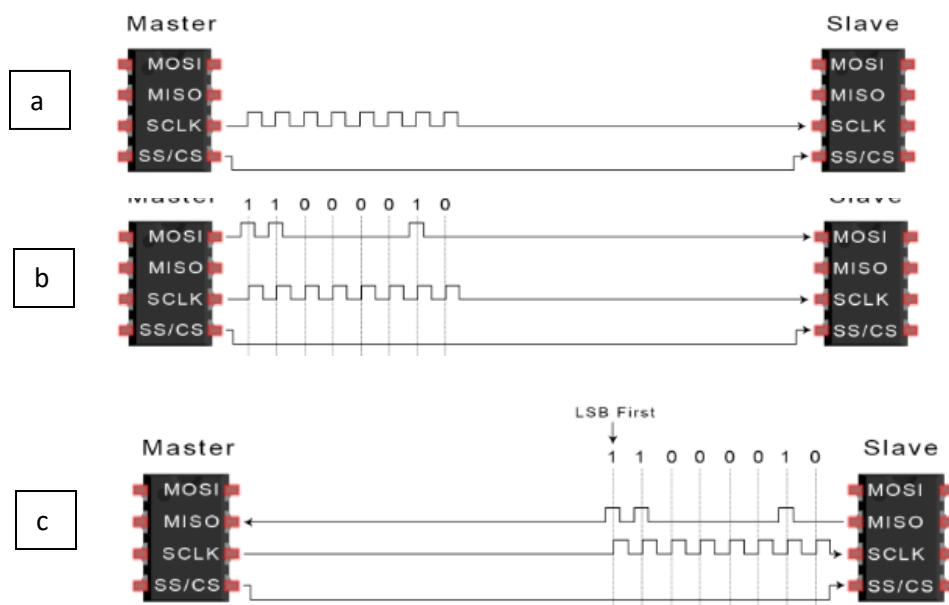 Master Slave
a
MOSI MOSI
MISO MISO
SCLK SCLK
SS/CS SS/CS
Master Slave
1 1 0 0 0 0 1 0
b
MOSI MOSI
MISO MISO
SCLK SCLK
SS/CS SS/CS
LSB First
Master 1 1 0 0 0 0 1 0 Slave
c
MOSI MOSI
MISO MISO
SCLK SCLK
SS/CS SS/CS